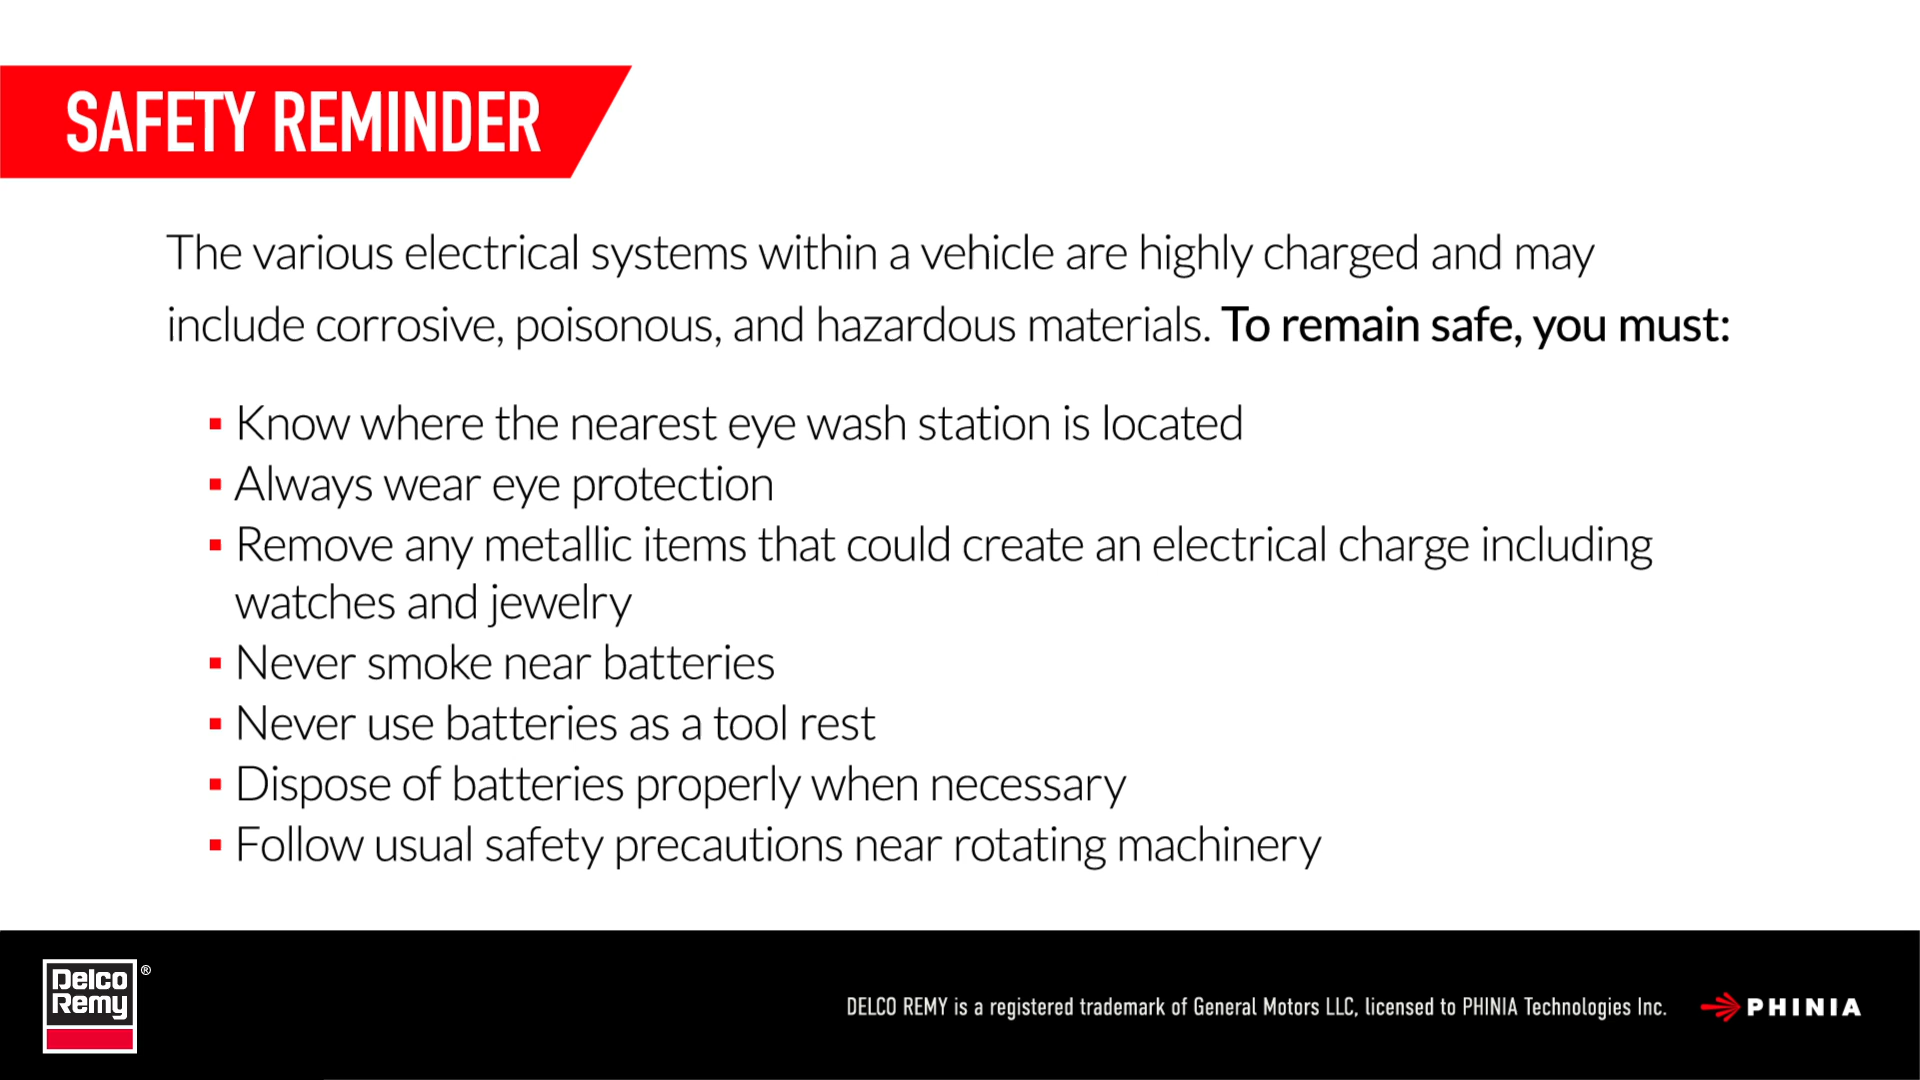 SAFETY REMINDER
The various electrical systems within a vehicle are highly charged and may
include corrosive, poisonous, and hazardous materials. To remain safe, you must:
▪ Know where the nearest eye wash station is located
▪ Always wear eye protection
▪ Remove any metallic items that could create an electrical charge including
watches and jewelry
▪ Never smoke near batteries
▪ Never use batteries as a tool rest
▪ Dispose of batteries properly when necessary
▪ Follow usual safety precautions near rotating machinery
Delco
Remy
®
DELCO REMY is a registered trademark of General Motors LLC, licensed to PHINIA Technologies Inc.
PHINIA